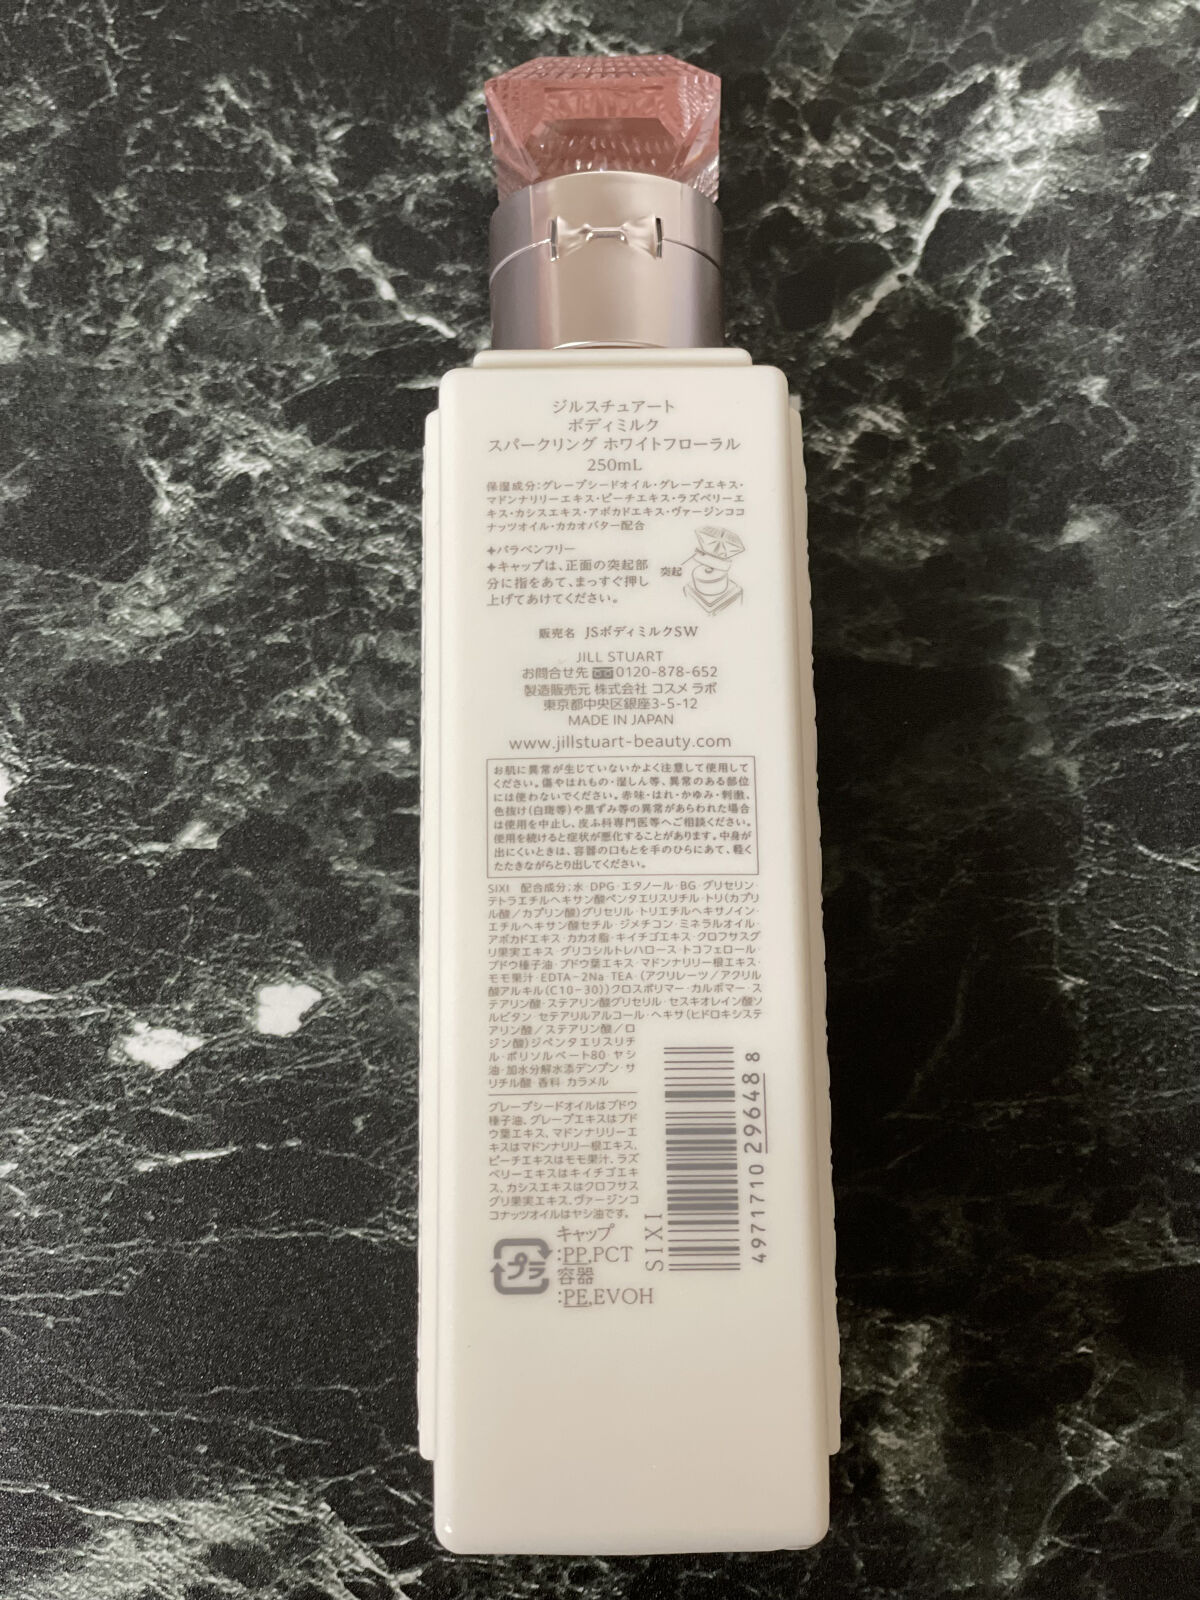 ジルスチュアート
ボディミルク
スパークリング ホワイトフローラル
250mL
保湿成分:グレープシードオイル・グレープエキス・
マドンナリリーエキス・ピーチエキス・ラズベリーエ
キス・カシスエキス・アボカドエキス・ヴァージンココ
ナッツオイル・カカオバター配合
✦パラベンフリー
✦キャップは、正面の突起部
分に指をあて、まっすぐ押し
上げてあけてください。
突起
販売名 JSボディミルクSW
JILL STUART
お問合せ先 0120-878-652
製造販売元 株式会社 コスメ ラボ
東京都中央区銀座3-5-12
MADE IN JAPAN
www.jillstuart-beauty.com
お肌に異常が生じていないかよく注意して使用して
ください。傷やはれもの・湿しん等、異常のある部位
には使わないでください。赤味・はれ・かゆみ・刺激、
色抜け(白斑等)や黒ずみ等の異常があらわれた場合
は使用を中止し、皮ふ科専門医等へご相談ください。
使用を続けると症状が悪化することがあります。中身が
出にくいときは、容器の口もとを手のひらにあて、軽く
たたきながらとり出してください。
SIXI 配合成分:水・DPG・エタノール・BG・グリセリン・
テトラエチルヘキサン酸ペンタエリスリチル・トリ(カプリ
ル酸/カプリン酸)グリセリル・トリエチルヘキサノイン・
エチルヘキサン酸セチル・ジメチコン・ミネラルオイル・
アボカドエキス・カカオ脂・キイチゴエキス・クロフサスグ
リ果実エキス・グリコシルトレハロース・トコフェロール・
ブドウ種子油・ブドウ葉エキス・マドンナリリー根エキス・
モモ果汁・EDTA-2Na・TEA・(アクリレーツ/アクリル
酸アルキル(C10-30))クロスポリマー・カルボマー・ス
テアリン酸・ステアリン酸グリセリル・セスキオレイン酸ソ
ルビタン・セテアリルアルコール・ヘキサ(ヒドロキシステ
アリン酸/ステアリン酸/ロ
ジン酸)ジペンタエリスリチ
ル・ポリソルベート80・ヤシ
油・加水分解水添デンプン・サ
リチル酸・香料・カラメル
グレープシードオイルはブドウ
種子油、グレープエキスはブド
ウ葉エキス、マドンナリリーエ
キスはマドンナリリー根エキス、
ピーチエキスはモモ果汁、ラズ
ベリーエキスはキイチゴエキ
ス、カシスエキスはクロフサス
グリ果実エキス、ヴァージンコ
コナッツオイルはヤシ油です。
プラ
キャップ
:PP,PCT
容器
:PE,EVOH
SIXI
4971710 29648 8